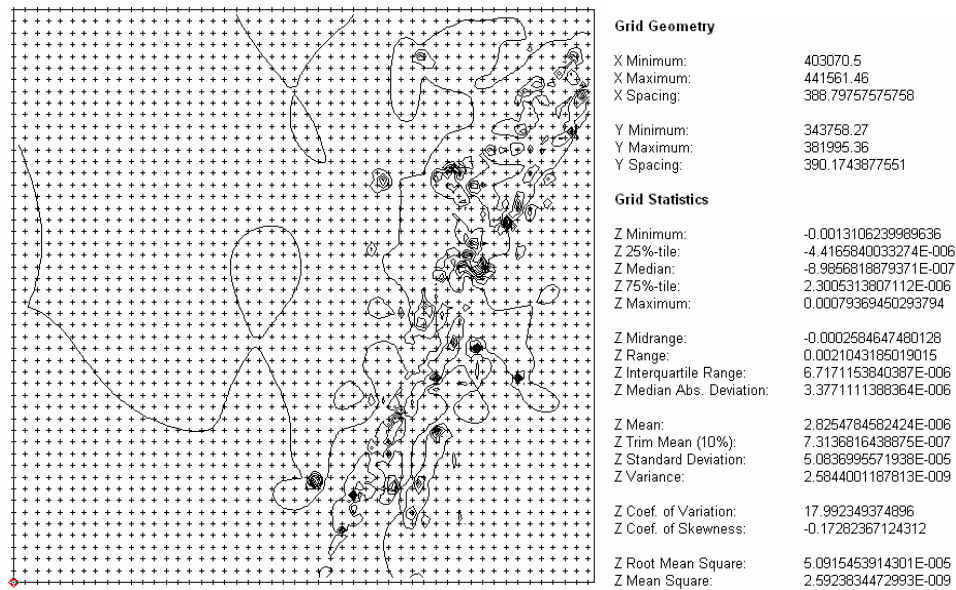 Grid Geometry
X Minimum: 403070.5
X Maximum: 441561.46
X Spacing: 388.79757575758
Y Minimum: 343758.27
Y Maximum: 381995.36
Y Spacing: 390.1743877551
Grid Statistics
Z Minimum: -0.0013106239989636
Z 25%-tile: -4.4165840033274E-006
Z Median: -8.9856818879371E-007
Z 75%-tile: 2.3005313807112E-006
Z Maximum: 0.00079369450293794
Z Midrange: -0.0002584647480128
Z Range: 0.0021043185019015
Z Interquartile Range: 6.7171153840387E-006
Z Median Abs. Deviation: 3.3771111388364E-006
Z Mean: 2.8254784582424E-006
Z Trim Mean (10%): 7.3136816438875E-007
Z Standard Deviation: 5.0836995571938E-005
Z Variance: 2.5844001187813E-009
Z Coef. of Variation: 17.992349374896
Z Coef. of Skewness: -0.17282367124312
Z Root Mean Square: 5.0915453914301E-005
Z Mean Square: 2.5923834472993E-009